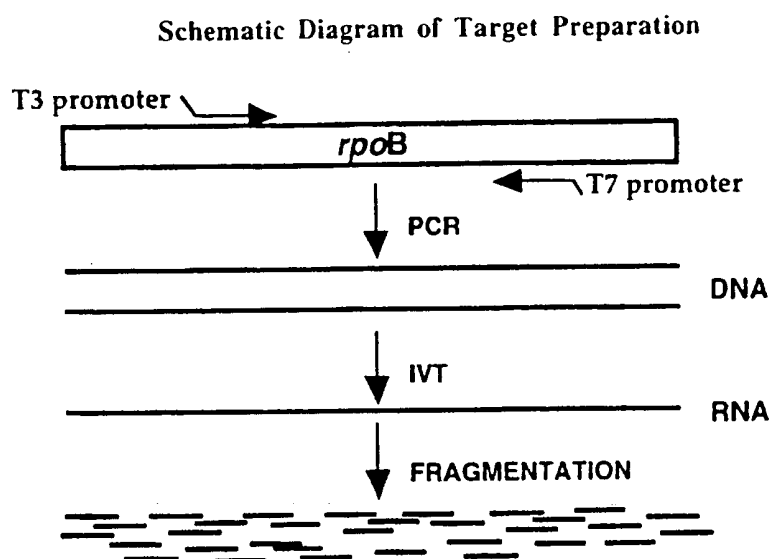 Schematic Diagram of Target Preparation
T3 promoter
rpoB
T7 promoter
PCR
DNA
IVT
RNA
FRAGMENTATION